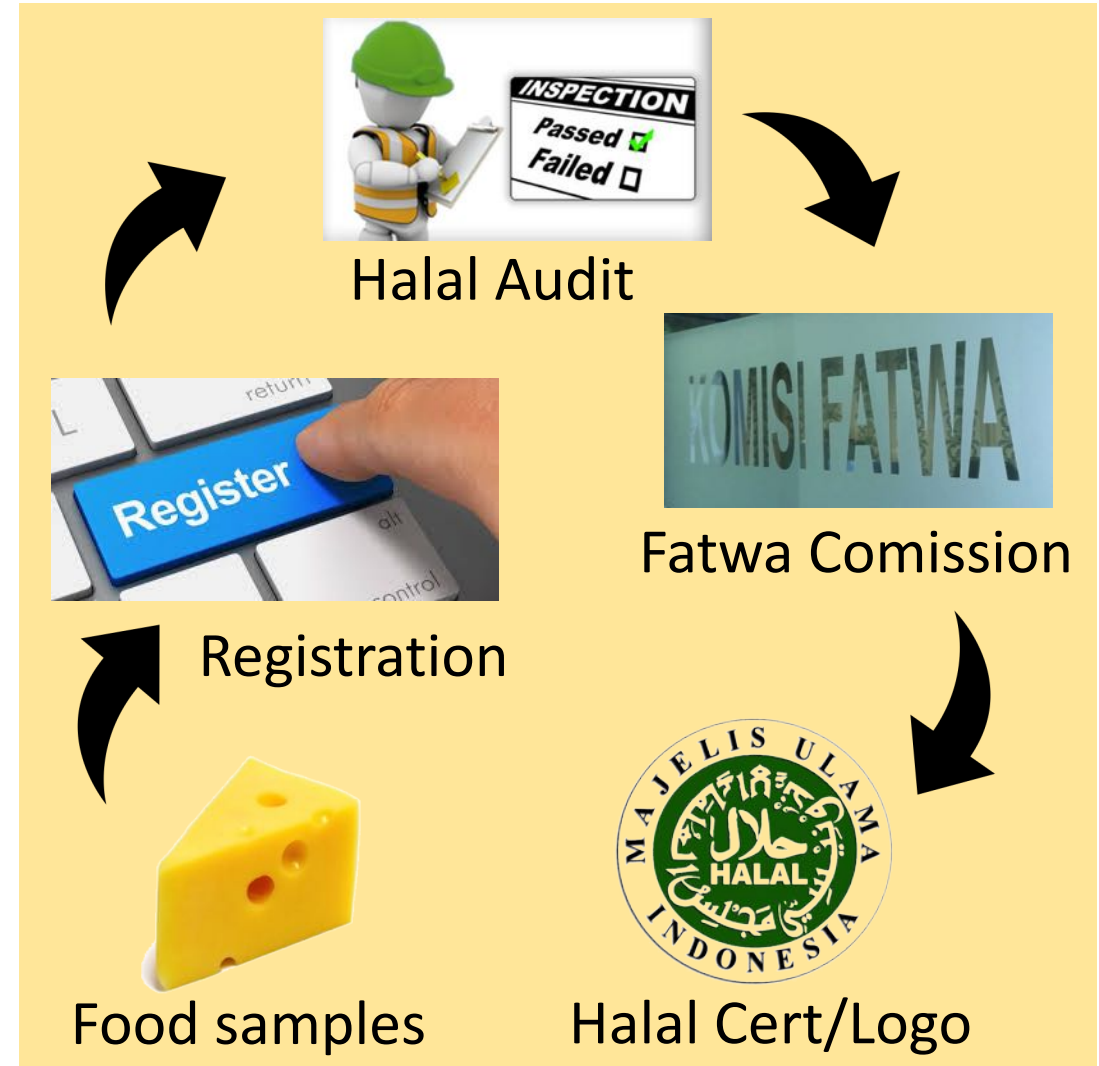 INSPECTION
Passed
Failed
Halal Audit
KOMISI FATWA
Fatwa Comission
return
L
Register
alt
control
Registration
Food samples
MAJELIS ULAMA
حلال
HALAL
INDONESIA
Halal Cert/Logo